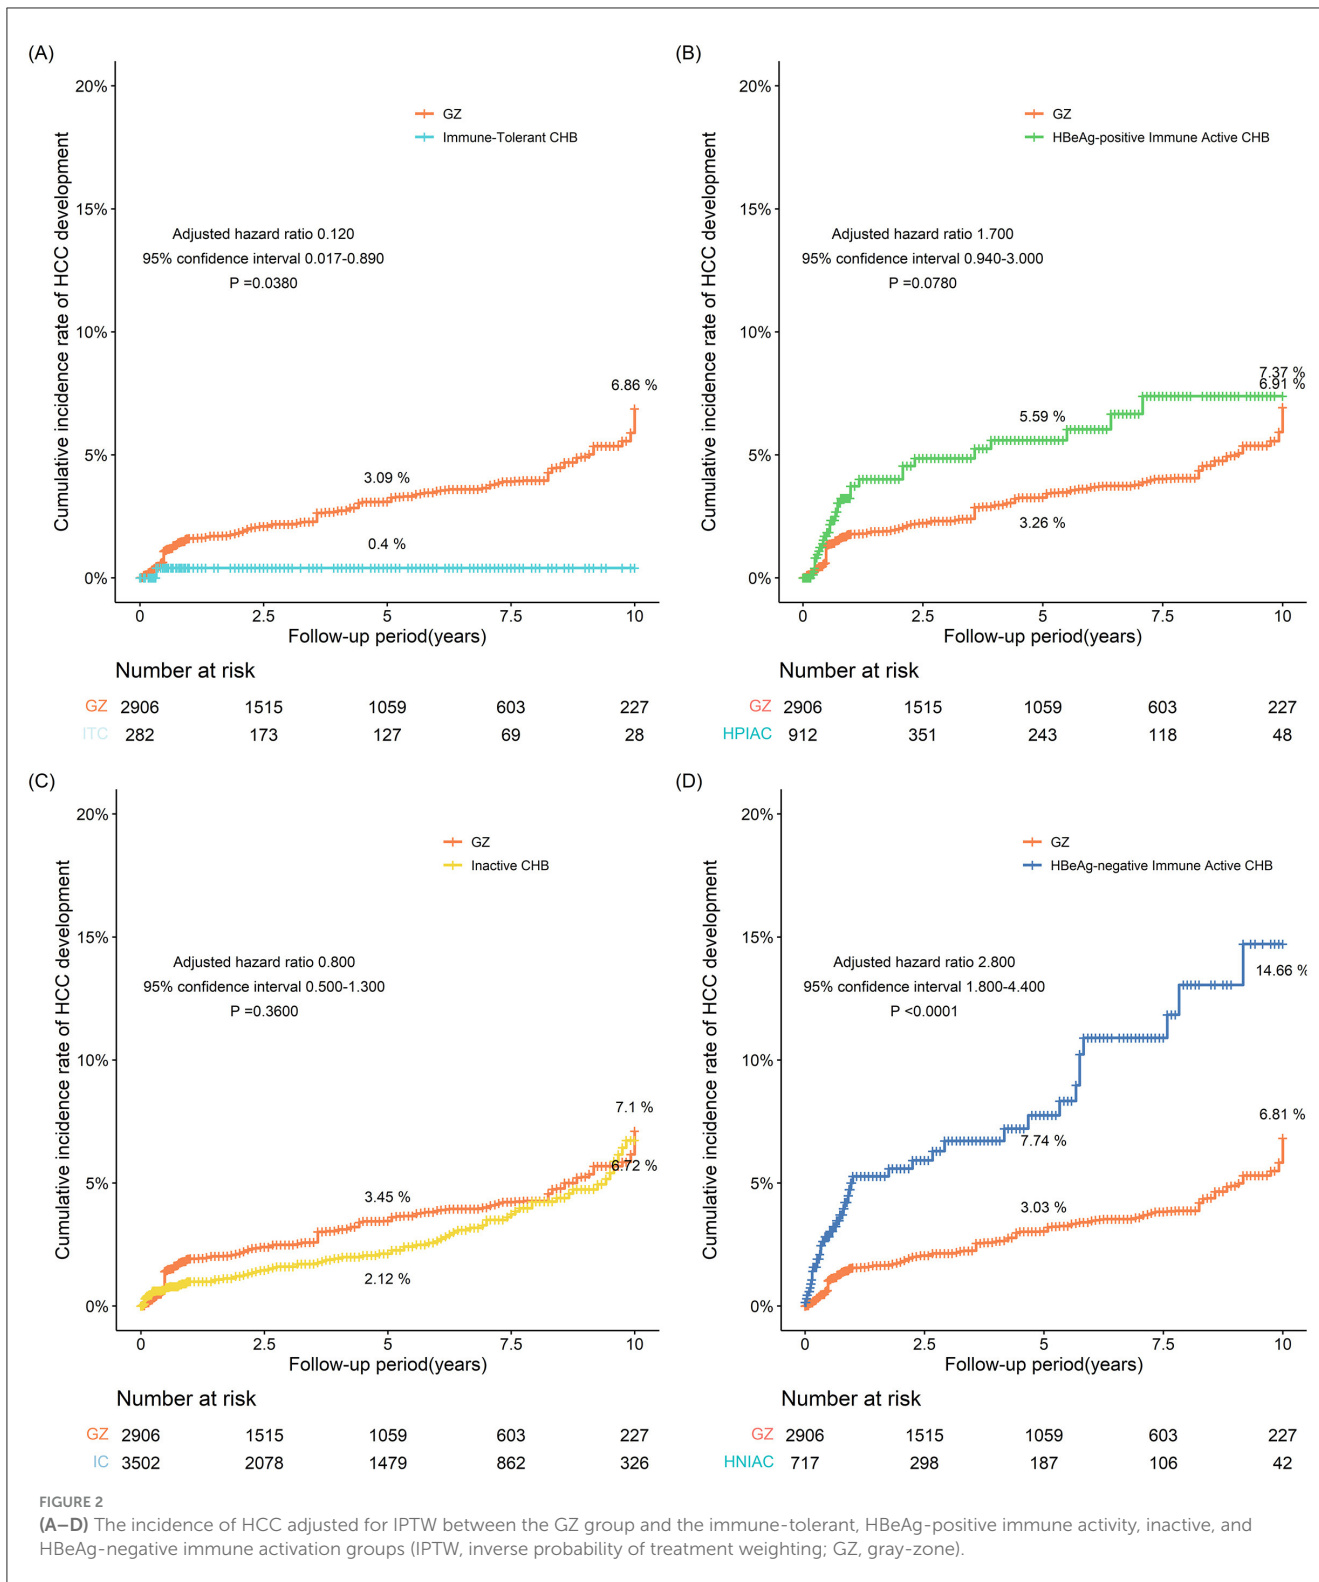 (A)
Cumulative incidence rate of HCC development
20%
15%
10%
5%
0%
GZ
Immune-Tolerant CHB
Adjusted hazard ratio 0.120
95% confidence interval 0.017-0.890
P =0.0380
6.86 %
3.09 %
0.4 %
0 2.5 5 7.5 10
Follow-up period(years)
Number at risk
GZ 2906 1515 1059 603 227
ITC 282 173 127 69 28
(B)
Cumulative incidence rate of HCC development
20%
15%
10%
5%
0%
GZ
HBeAg-positive Immune Active CHB
Adjusted hazard ratio 1.700
95% confidence interval 0.940-3.000
P =0.0780
7.37 %
6.91 %
5.59 %
3.26 %
0 2.5 5 7.5 10
Follow-up period(years)
Number at risk
GZ 2906 1515 1059 603 227
HPIAC 912 351 243 118 48
(C)
Cumulative incidence rate of HCC development
20%
15%
10%
5%
0%
GZ
Inactive CHB
Adjusted hazard ratio 0.800
95% confidence interval 0.500-1.300
P =0.3600
7.1 %
6.72 %
3.45 %
2.12 %
0 2.5 5 7.5 10
Follow-up period(years)
Number at risk
GZ 2906 1515 1059 603 227
IC 3502 2078 1479 862 326
(D)
Cumulative incidence rate of HCC development
20%
15%
10%
5%
0%
GZ
HBeAg-negative Immune Active CHB
Adjusted hazard ratio 2.800
95% confidence interval 1.800-4.400
P <0.0001
14.66 %
6.81 %
7.74 %
3.03 %
0 2.5 5 7.5 10
Follow-up period(years)
Number at risk
GZ 2906 1515 1059 603 227
HNIAC 717 298 187 106 42
FIGURE 2
(A–D) The incidence of HCC adjusted for IPTW between the GZ group and the immune-tolerant, HBeAg-positive immune activity, inactive, and
HBeAg-negative immune activation groups (IPTW, inverse probability of treatment weighting; GZ, gray-zone).